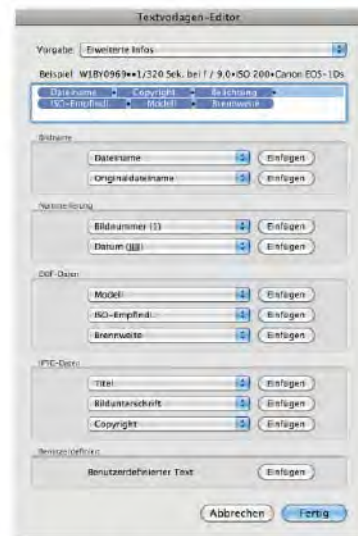 Textvorlagen-Editor
Vorgabe: Erweiterte Infos
Beispiel: W1BY0969••1/320 Sek. bei f / 9,0•ISO 200•Canon EOS-1Ds
Dateiname • Copyright • Belichtung •
ISO-Empfindl. • Modell • Brennweite
Bildname
Dateiname Einfügen
Originaldateiname Einfügen
Nummerierung
Bildnummer (1) Einfügen
Datum (JJJJ) Einfügen
EXIF-Daten
Modell Einfügen
ISO-Empfindl. Einfügen
Brennweite Einfügen
IPTC-Daten
Titel Einfügen
Bildunterschrift Einfügen
Copyright Einfügen
Benutzerdefiniert
Benutzerdefinierter Text Einfügen
Abbrechen Fertig